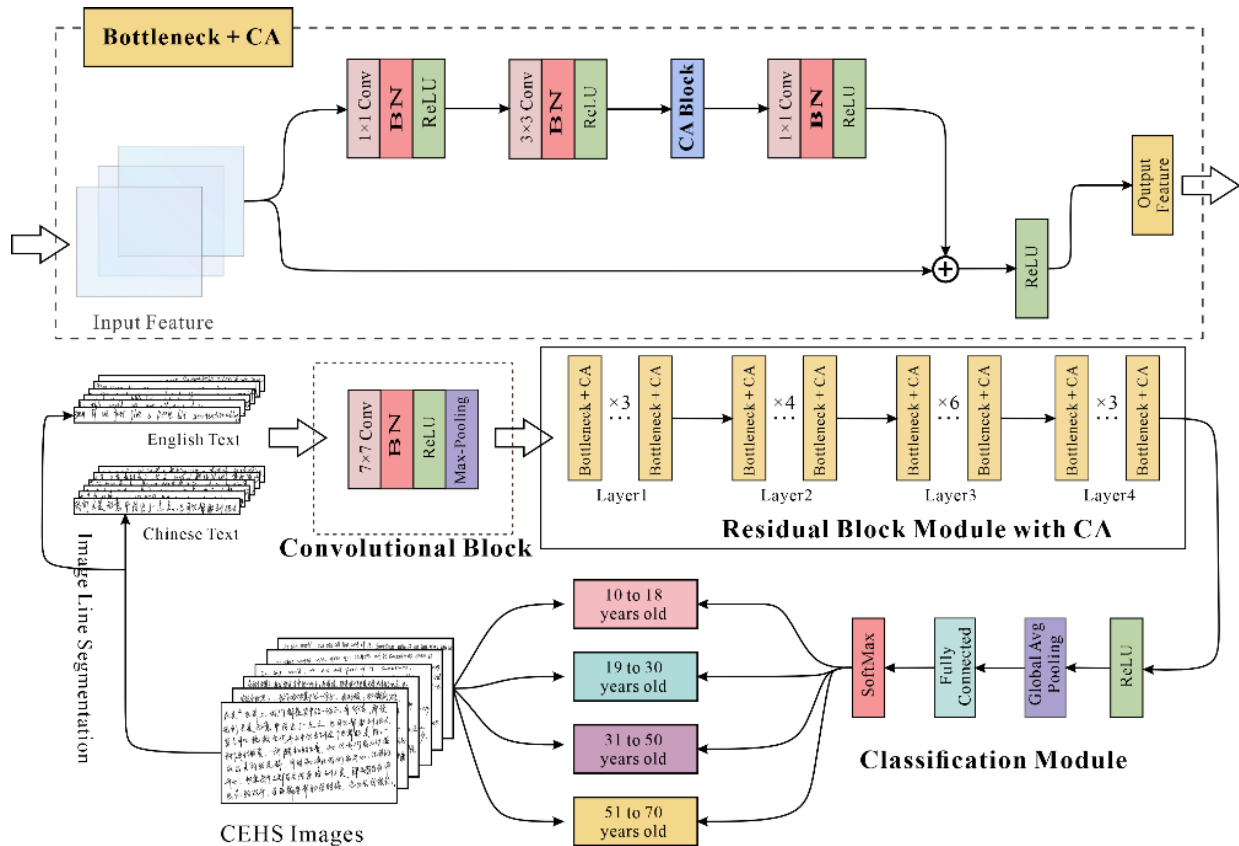 Bottleneck + CA
1×1 Conv
BN
ReLU
3×3 Conv
BN
ReLU
CA Block
1×1 Conv
BN
ReLU
Output
Feature
ReLU
Input Feature
English Text
Chinese Text
Image Line Segmentation
7×7 Conv
BN
ReLU
Max-Pooling
Convolutional Block
Bottleneck + CA
×3
...
Bottleneck + CA
Layer1
Bottleneck + CA
×4
...
Bottleneck + CA
Layer2
Bottleneck + CA
×6
...
Bottleneck + CA
Layer3
Bottleneck + CA
×3
...
Bottleneck + CA
Layer4
Residual Block Module with CA
10 to 18
years old
19 to 30
years old
31 to 50
years old
51 to 70
years old
SoftMax
Fully
Connected
Global Avg
Pooling
ReLU
Classification Module
CEHS Images